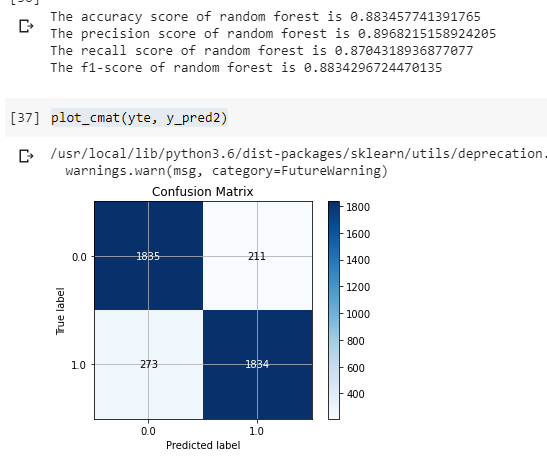 The accuracy score of random forest is 0.883457741391765
The precision score of random forest is 0.8968215158924205
The recall score of random forest is 0.8704318936877077
The f1-score of random forest is 0.8834296724470135
[37] plot_cmat(yte, y_pred2)
/usr/local/lib/python3.6/dist-packages/sklearn/utils/deprecation.
warnings.warn(msg, category=FutureWarning)
Confusion Matrix
1800
1600
1400
1200
1000
800
600
400
True label
0.0 1835 211
1.0 273 1834
0.0 1.0
Predicted label